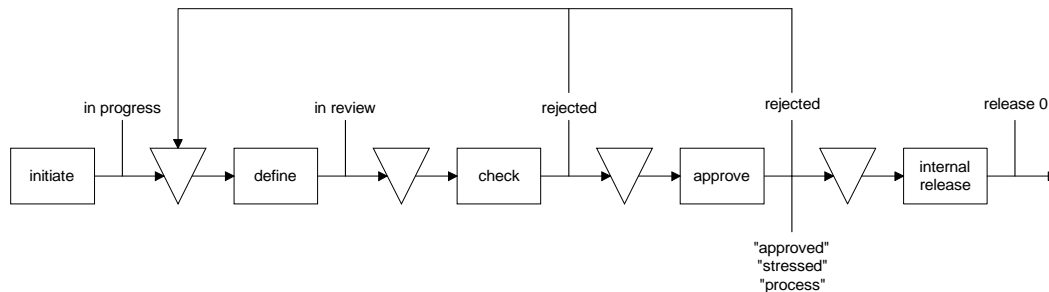 in progress
in review
rejected
rejected
release 0
initiate
define
check
approve
internal
release
"approved"
"stressed"
"process"